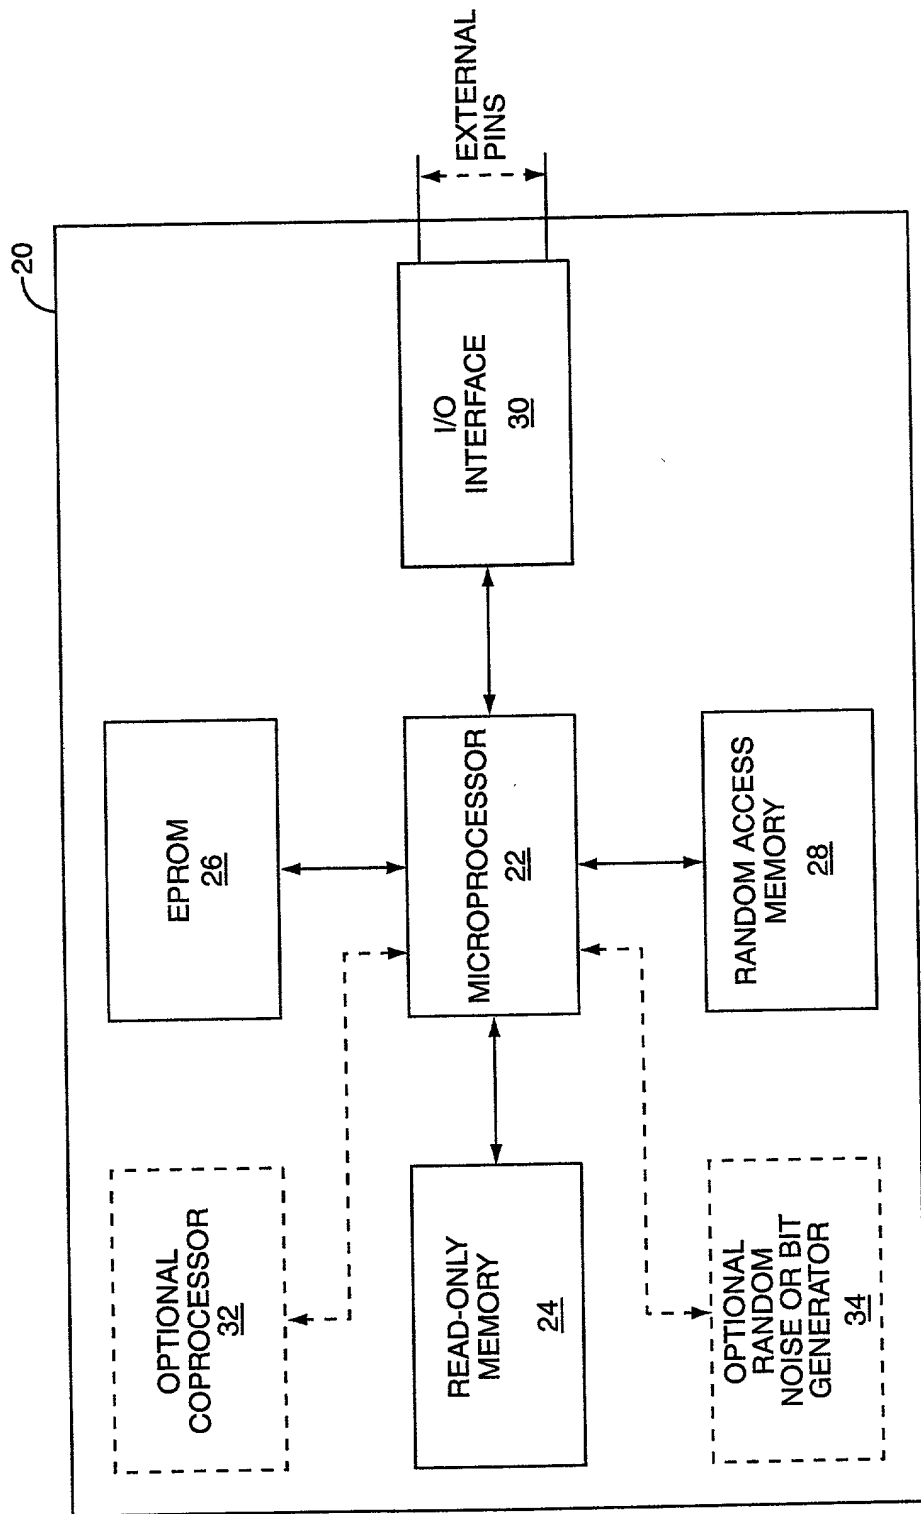 20
OPTIONAL
COPROCESSOR
32
EPROM
26
READ-ONLY
MEMORY
24
MICROPROCESSOR
22
I/O
INTERFACE
30
EXTERNAL
PINS
OPTIONAL
RANDOM
NOISE OR BIT
GENERATOR
34
RANDOM ACCESS
MEMORY
28